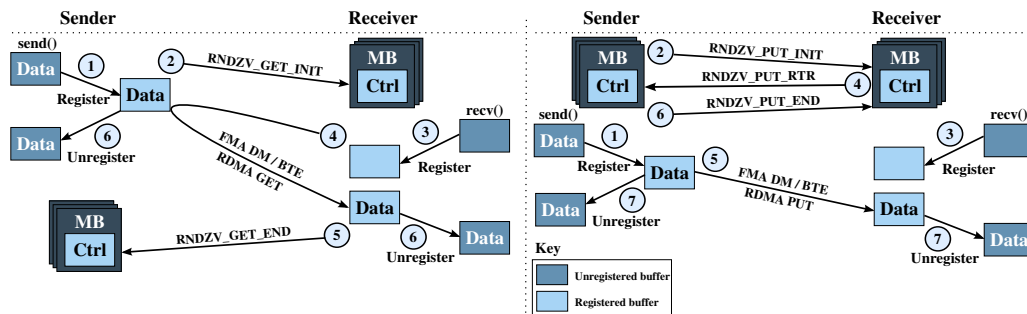 Sender
Receiver
send()
Data
1
Register
Data
2
RNDZV_GET_INIT
MB
Ctrl
recv()
Data
6
Unregister
4
3
Register
FMA DM / BTE
RDMA GET
Data
MB
Ctrl
RNDZV_GET_END
5
6
Unregister
Data
Sender
Receiver
MB
Ctrl
2
RNDZV_PUT_INIT
RNDZV_PUT_RTR
4
6
RNDZV_PUT_END
MB
Ctrl
send()
Data
1
Register
recv()
3
Register
Data
5
FMA DM / BTE
RDMA PUT
Data
7
Unregister
Data
7
Unregister
Data
Key
Unregistered buffer
Registered buffer